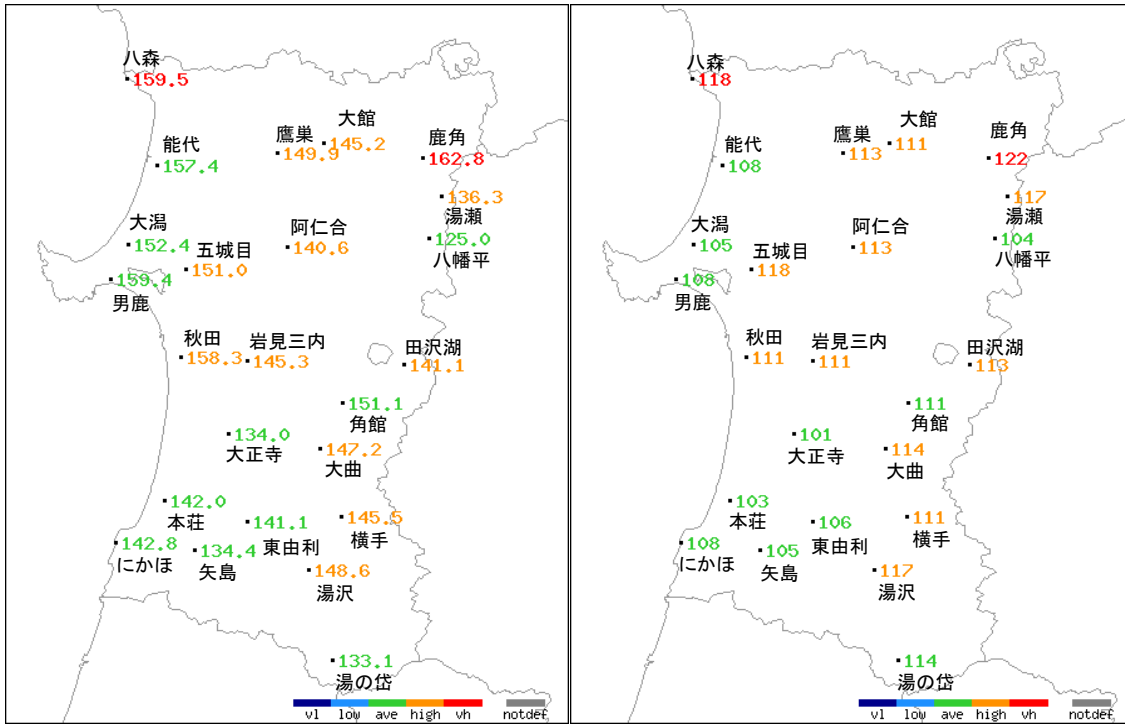 八森
159.5
大館
145.2
鷹巣
149.9
能代
157.4
鹿角
162.8
136.3
湯瀬
大潟
152.4
阿仁合
140.6
125.0
八幡平
五城目
151.0
159.4
男鹿
秋田
158.3
岩見三内
145.3
田沢湖
141.1
151.1
角館
134.0
大正寺
147.2
大曲
142.0
本荘
141.1
東由利
145.5
横手
142.8
にかほ
134.4
矢島
148.6
湯沢
133.1
湯の岱
vl low ave high vh notdef
八森
118
大館
111
鷹巣
113
能代
108
鹿角
122
117
湯瀬
大潟
105
阿仁合
113
104
八幡平
五城目
118
108
男鹿
秋田
111
岩見三内
111
田沢湖
113
111
角館
101
大正寺
114
大曲
103
本荘
106
東由利
111
横手
108
にかほ
105
矢島
117
湯沢
114
湯の岱
vl low ave high vh notdef